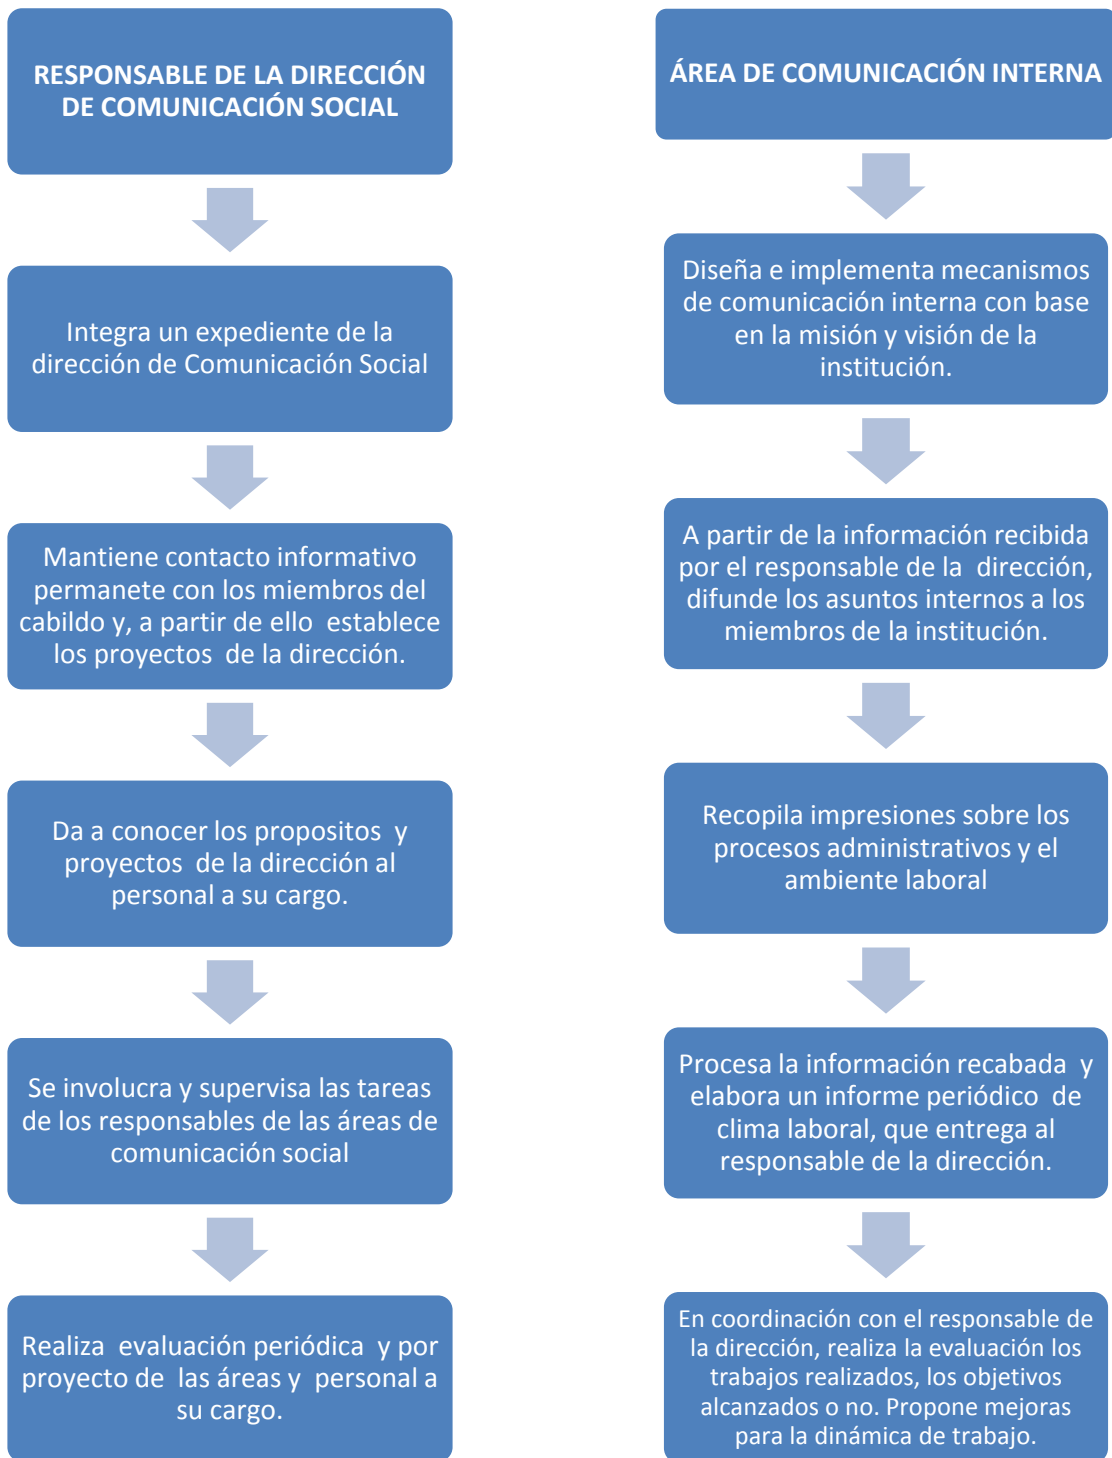 RESPONSABLE DE LA DIRECCIÓN
DE COMUNICACIÓN SOCIAL
Integra un expediente de la
dirección de Comunicación Social
Mantiene contacto informativo
permanete con los miembros del
cabildo y, a partir de ello establece
los proyectos de la dirección.
Da a conocer los propositos y
proyectos de la dirección al
personal a su cargo.
Se involucra y supervisa las tareas
de los responsables de las áreas de
comunicación social
Realiza evaluación periódica y por
proyecto de las áreas y personal a
su cargo.
ÁREA DE COMUNICACIÓN INTERNA
Diseña e implementa mecanismos
de comunicación interna con base
en la misión y visión de la
institución.
A partir de la información recibida
por el responsable de la dirección,
difunde los asuntos internos a los
miembros de la institución.
Recopila impresiones sobre los
procesos administrativos y el
ambiente laboral
Procesa la información recabada y
elabora un informe periódico de
clima laboral, que entrega al
responsable de la dirección.
En coordinación con el responsable de
la dirección, realiza la evaluación los
trabajos realizados, los objetivos
alcanzados o no. Propone mejoras
para la dinámica de trabajo.